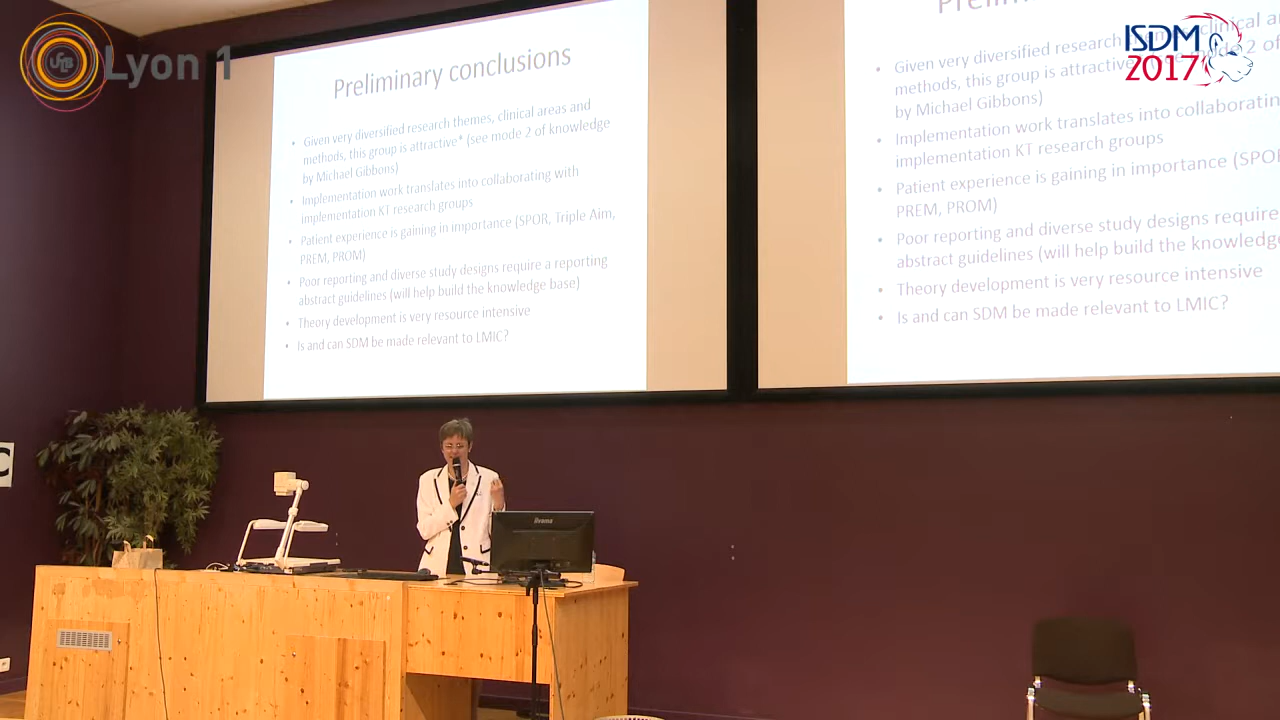 Lyon 1
ISDM
2017
Preliminary conclusions
• Given very diversified research themes, clinical areas and
methods, this group is attractive* (see mode 2 of knowledge
by Michael Gibbons)
• Implementation work translates into collaborating with
implementation KT research groups
• Patient experience is gaining in importance (SPOR, Triple Aim,
PREM, PROM)
• Poor reporting and diverse study designs require a reporting
abstract guidelines (will help build the knowledge base)
• Theory development is very resource intensive
• Is and can SDM be made relevant to LMIC?
• Given very diversified research
methods, this group is attractive
by Michael Gibbons)
• Implementation work translates into
implementation KT research groups
• Patient experience is gaining in importance
PREM, PROM)
• Poor reporting and diverse study designs require
abstract guidelines (will help build the
• Theory development is very resource intensive
• Is and can SDM be made relevant to LMIC?
iiyama
C